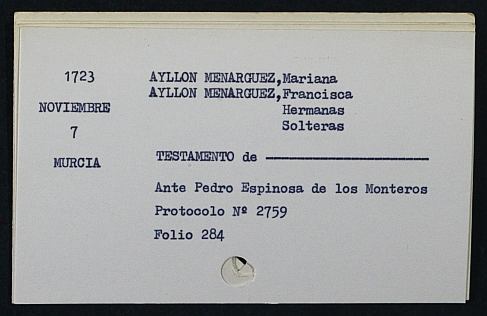 1723
NOVIEMBRE
7
MURCIA
AYLLON MENARGUEZ,Mariana
AYLLON MENARGUEZ,Francisca
Hermanas
Solteras
TESTAMENTO de ————————————
Ante Pedro Espinosa de los Monteros
Protocolo Nº 2759
Folio 284